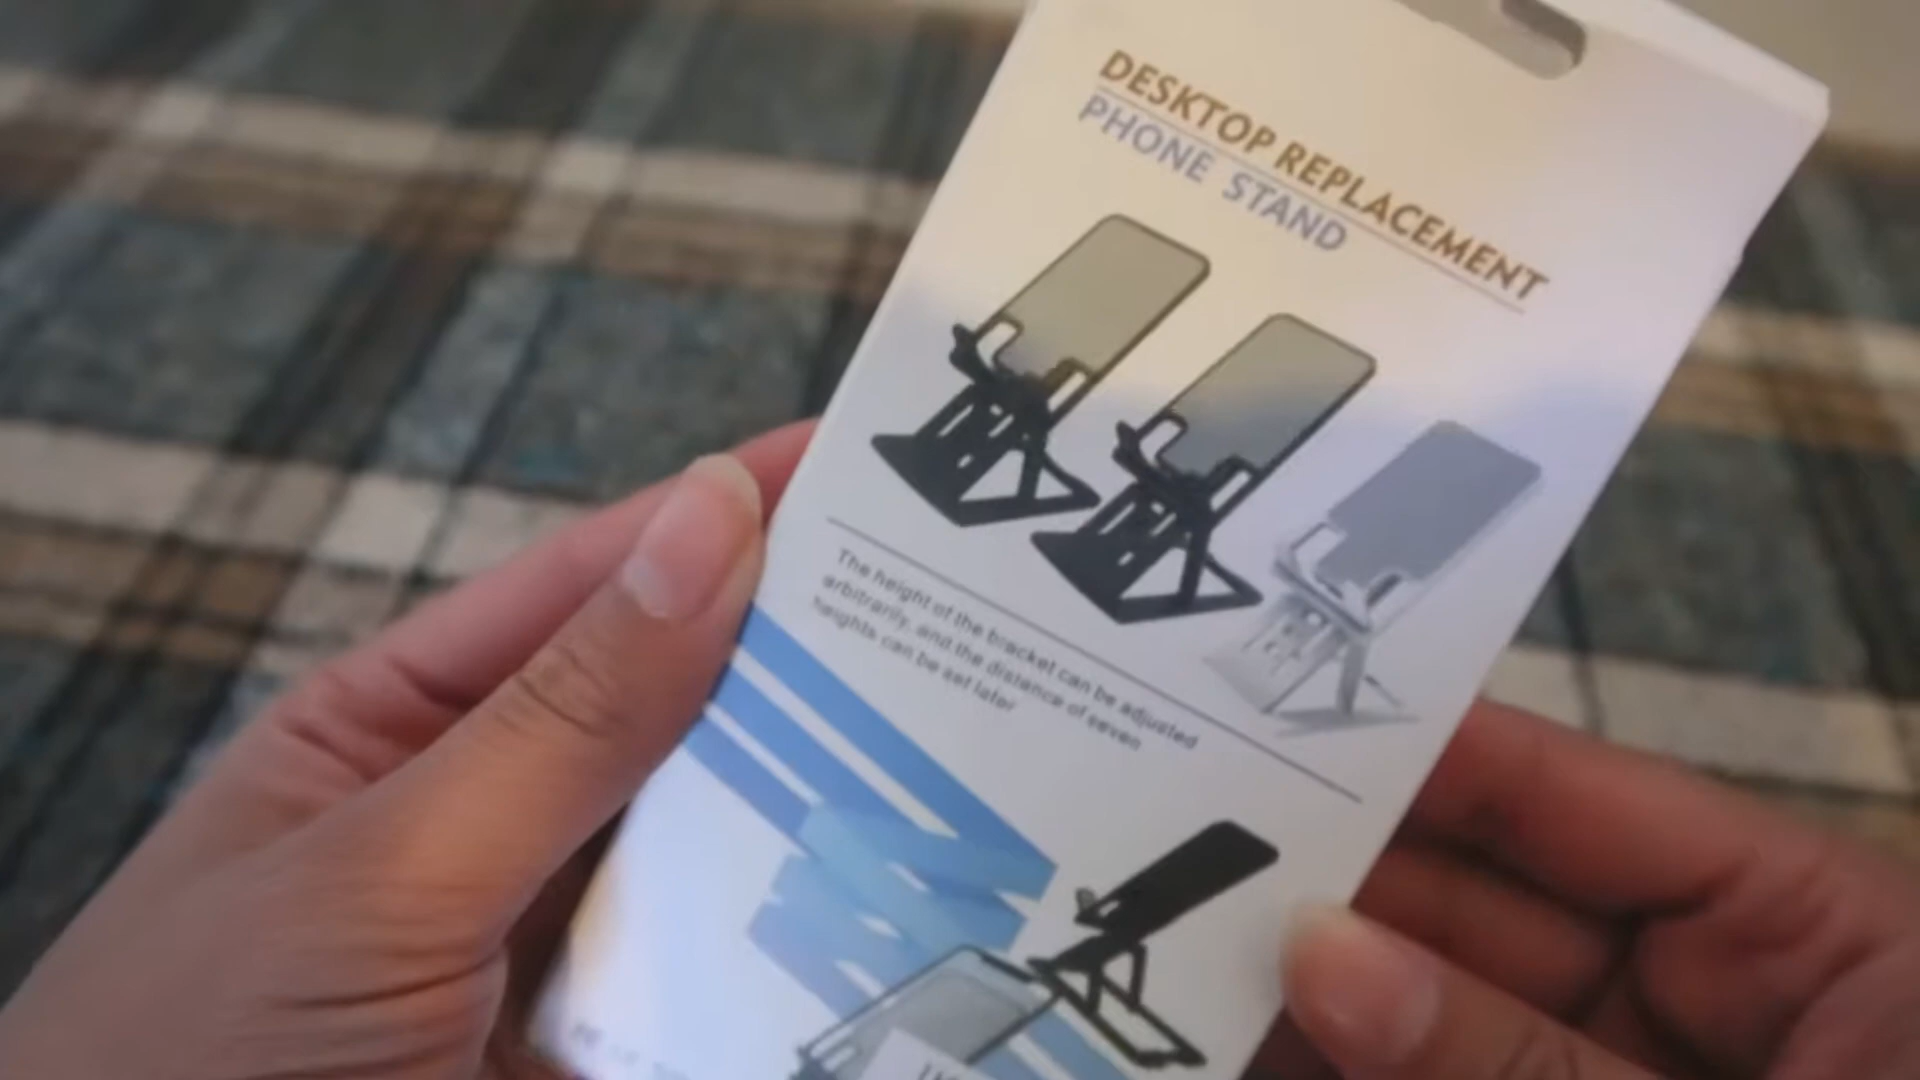 DESKTOP REPLACEMENT
PHONE STAND
The height of the bracket can be adjusted
arbitrarily, and the distance of seven
heights can be set later